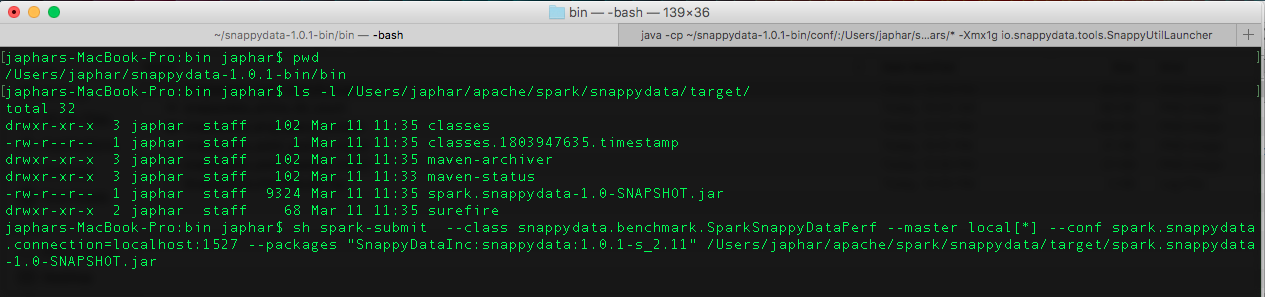 bin — -bash — 139×36
~/snappydata-1.0.1-bin/bin — -bash
java -cp ~/snappydata-1.0.1-bin/conf/:/Users/japhar/s...ars/* -Xmx1g io.snappydata.tools.SnappyUtilLauncher
[japhars-MacBook-Pro:bin japhar$ pwd ]
/Users/japhar/snappydata-1.0.1-bin/bin
[japhars-MacBook-Pro:bin japhar$ ls -l /Users/japhar/apache/spark/snappydata/target/ ]
total 32
drwxr-xr-x  3 japhar  staff   102 Mar 11 11:35 classes
-rw-r--r--  1 japhar  staff     1 Mar 11 11:35 classes.1803947635.timestamp
drwxr-xr-x  3 japhar  staff   102 Mar 11 11:35 maven-archiver
drwxr-xr-x  3 japhar  staff   102 Mar 11 11:33 maven-status
-rw-r--r--  1 japhar  staff  9324 Mar 11 11:35 spark.snappydata-1.0-SNAPSHOT.jar
drwxr-xr-x  2 japhar  staff    68 Mar 11 11:35 surefire
japhars-MacBook-Pro:bin japhar$ sh spark-submit  --class snappydata.benchmark.SparkSnappyDataPerf --master local[*] --conf spark.snappydata
.connection=localhost:1527 --packages "SnappyDataInc:snappydata:1.0.1-s_2.11" /Users/japhar/apache/spark/snappydata/target/spark.snappydata
-1.0-SNAPSHOT.jar